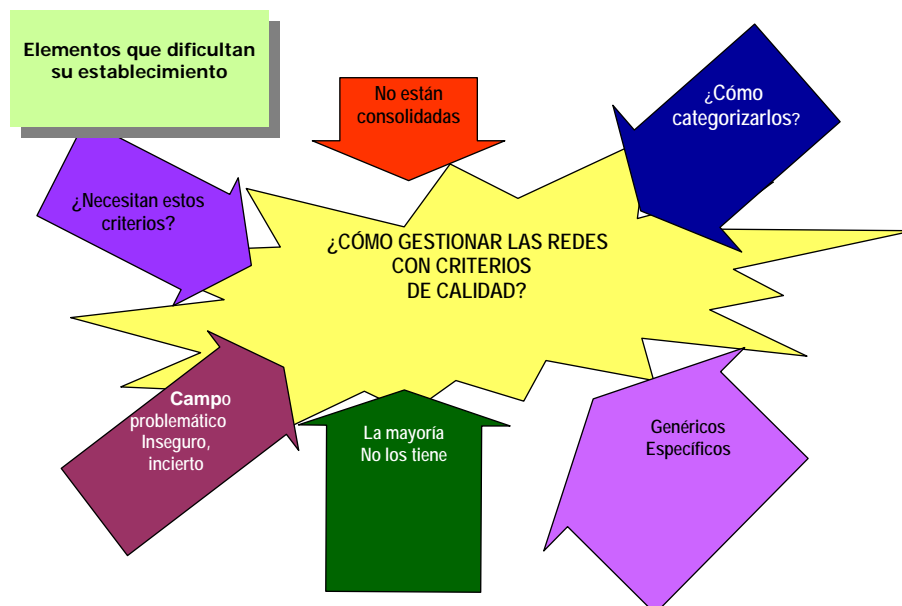 Elementos que dificultan
su establecimiento
No están
consolidadas
¿Cómo
categorizarlos?
¿Necesitan estos
criterios?
¿CÓMO GESTIONAR LAS REDES
CON CRITERIOS
DE CALIDAD?
Campo
problemático
Inseguro,
incierto
La mayoría
No los tiene
Genéricos
Específicos